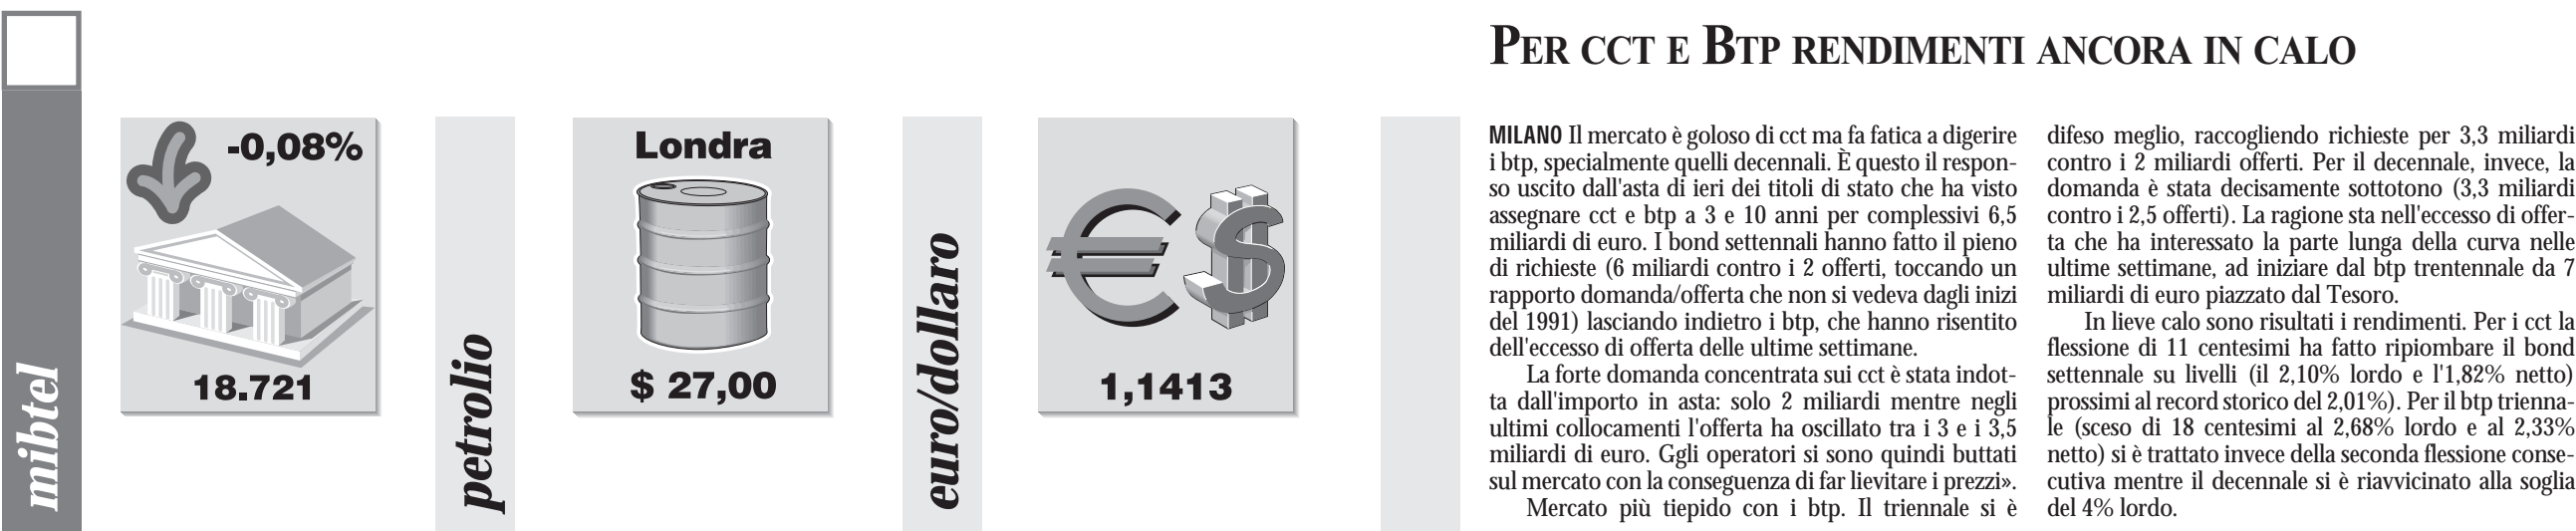 mibtel
-0,08%
18.721
petrolio
Londra
$ 27,00
euro/dollaro
1,1413
PER CCT E BTP RENDIMENTI ANCORA IN CALO
MILANO Il mercato è goloso di cct ma fa fatica a digerire
i btp, specialmente quelli decennali. È questo il respon-
so uscito dall'asta di ieri dei titoli di stato che ha visto
assegnare cct e btp a 3 e 10 anni per complessivi 6,5
miliardi di euro. I bond settennali hanno fatto il pieno
di richieste (6 miliardi contro i 2 offerti, toccando un
rapporto domanda/offerta che non si vedeva dagli inizi
del 1991) lasciando indietro i btp, che hanno risentito
dell'eccesso di offerta delle ultime settimane.
La forte domanda concentrata sui cct è stata indot-
ta dall'importo in asta: solo 2 miliardi mentre negli
ultimi collocamenti l'offerta ha oscillato tra i 3 e i 3,5
miliardi di euro. Ggli operatori si sono quindi buttati
sul mercato con la conseguenza di far lievitare i prezzi».
Mercato più tiepido con i btp. Il triennale si è
difeso meglio, raccogliendo richieste per 3,3 miliardi
contro i 2 miliardi offerti. Per il decennale, invece, la
domanda è stata decisamente sottotono (3,3 miliardi
contro i 2,5 offerti). La ragione sta nell'eccesso di offer-
ta che ha interessato la parte lunga della curva nelle
ultime settimane, ad iniziare dal btp trentennale da 7
miliardi di euro piazzato dal Tesoro.
In lieve calo sono risultati i rendimenti. Per i cct la
flessione di 11 centesimi ha fatto ripiombare il bond
settennale su livelli (il 2,10% lordo e l'1,82% netto)
prossimi al record storico del 2,01%). Per il btp trienna-
le (sceso di 18 centesimi al 2,68% lordo e al 2,33%
netto) si è trattato invece della seconda flessione conse-
cutiva mentre il decennale si è riavvicinato alla soglia
del 4% lordo.